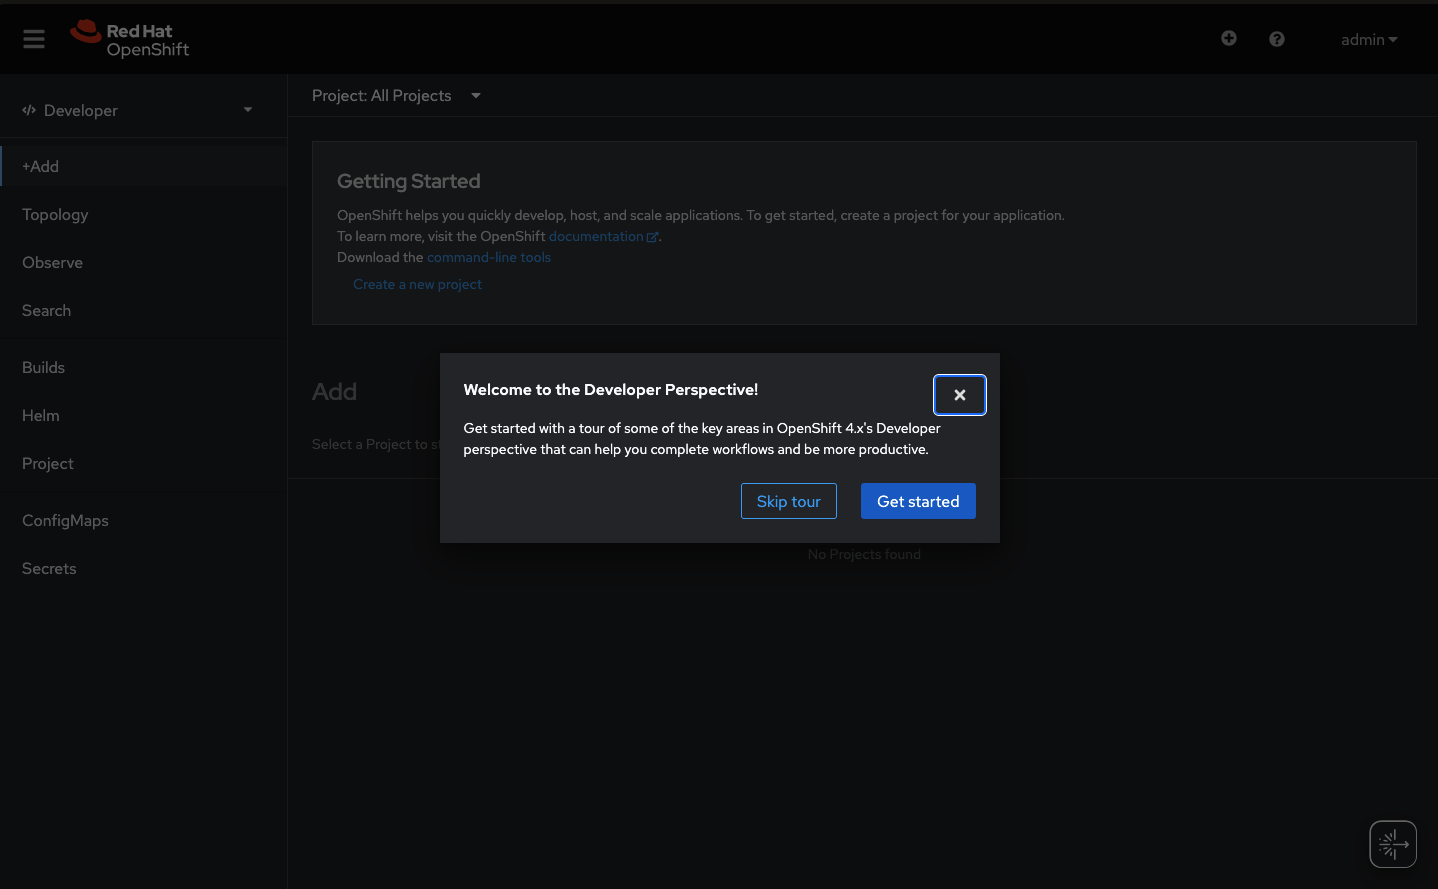 Red Hat
OpenShift
admin
Developer
Project: All Projects
+Add
Topology
Observe
Search
Builds
Helm
Project
ConfigMaps
Secrets
Getting Started
OpenShift helps you quickly develop, host, and scale applications. To get started, create a project for your application.
To learn more, visit the OpenShift documentation.
Download the command-line tools
Create a new project
Add
Select a Project to
Welcome to the Developer Perspective!
Get started with a tour of some of the key areas in OpenShift 4.x's Developer
perspective that can help you complete workflows and be more productive.
Skip tour
Get started
No Projects found